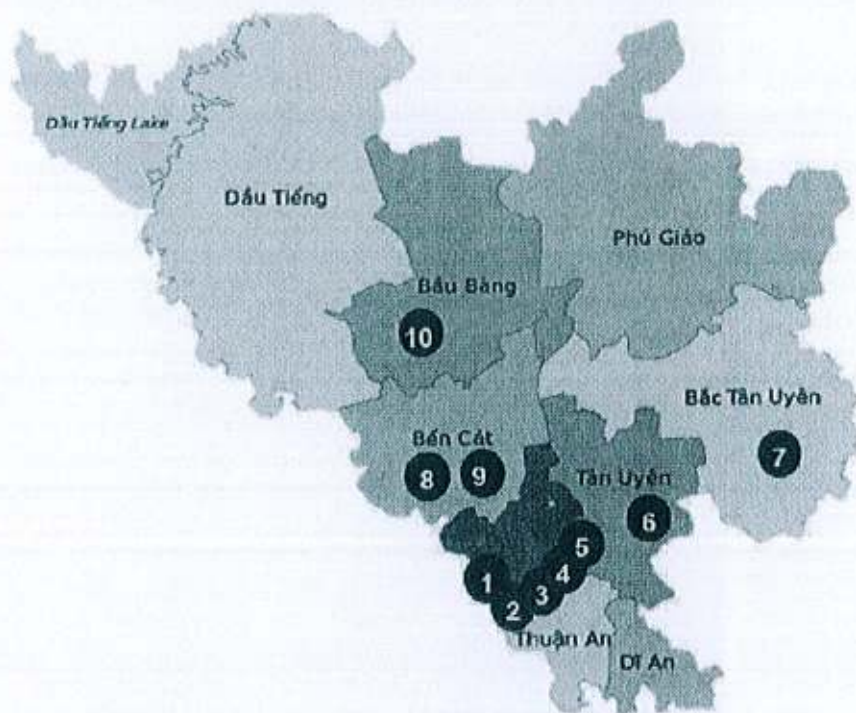 Dầu Tiếng Lake
Dầu Tiếng
Phú Giáo
Bầu Bàng
10
Bắc Tân Uyên
Bến Cát
Tân Uyên
7
8
9
6
5
1
4
3
2
Thuận An
Dĩ An